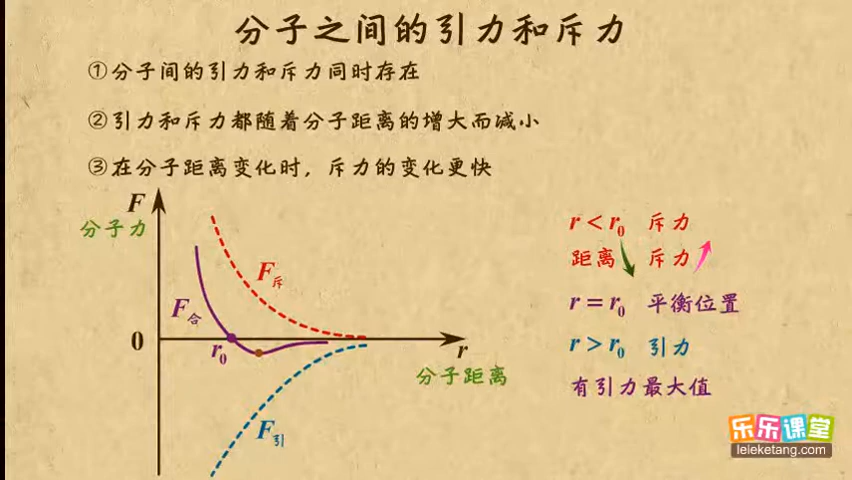 分子之间的引力和斥力
①分子间的引力和斥力同时存在
②引力和斥力都随着分子距离的增大而减小
③在分子距离变化时，斥力的变化更快
F
分子力
F斥
F合
0
r₀
r
分子距离
F引
r < r₀ 斥力
距离 斥力
r = r₀ 平衡位置
r > r₀ 引力
有引力最大值
乐乐课堂
leleketang.com